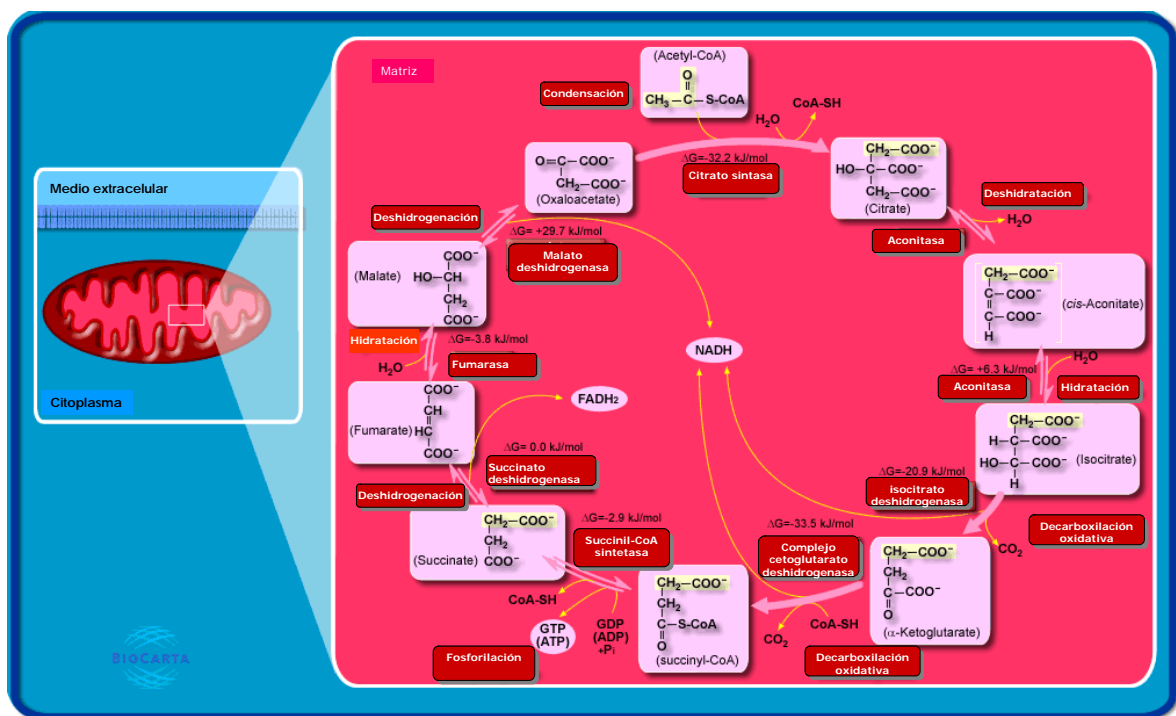 Medio extracelular
Citoplasma
BIOCARTA
Matriz
(Acetyl-CoA)
O
CH₃—C—S-CoA
Condensación
H₂O
CoA-SH
ΔG=-32.2 kJ/mol
Citrato sintasa
O=C—COO⁻
CH₂—COO⁻
(Oxaloacetate)
CH₂—COO⁻
HO—C—COO⁻
CH₂—COO⁻
(Citrate)
Deshidratación
H₂O
Aconitasa
CH₂—COO⁻
C—COO⁻
C—COO⁻
H
(cis-Aconitate)
H₂O
ΔG= +6.3 kJ/mol
Aconitasa
Hidratación
CH₂—COO⁻
H—C—COO⁻
HO—C—COO⁻
H
(Isocitrate)
ΔG=-20.9 kJ/mol
isocitrato
deshidrogenasa
Decarboxilación
oxidativa
CO₂
CH₂—COO⁻
CH₂
C—COO⁻
O
(α-Ketoglutarate)
ΔG=-33.5 kJ/mol
Complejo
cetoglutarato
deshidrogenasa
CoA-SH
CO₂
Decarboxilación
oxidativa
CH₂—COO⁻
CH₂
C—S-CoA
O
(succinyl-CoA)
ΔG=-2.9 kJ/mol
Succinil-CoA
sintetasa
CoA-SH
GTP
(ATP)
GDP
(ADP)
+Pi
Fosforilación
CH₂—COO⁻
CH₂
COO⁻
(Succinate)
ΔG= 0.0 kJ/mol
Succinato
deshidrogenasa
Deshidrogenación
FADH₂
COO⁻
CH
HC
COO⁻
(Fumarate)
ΔG=-3.8 kJ/mol
Fumarasa
Hidratación
H₂O
COO⁻
HO—C—H
CH₂
COO⁻
(Malate)
Deshidrogenación
ΔG= +29.7 kJ/mol
Malato
deshidrogenasa
NADH